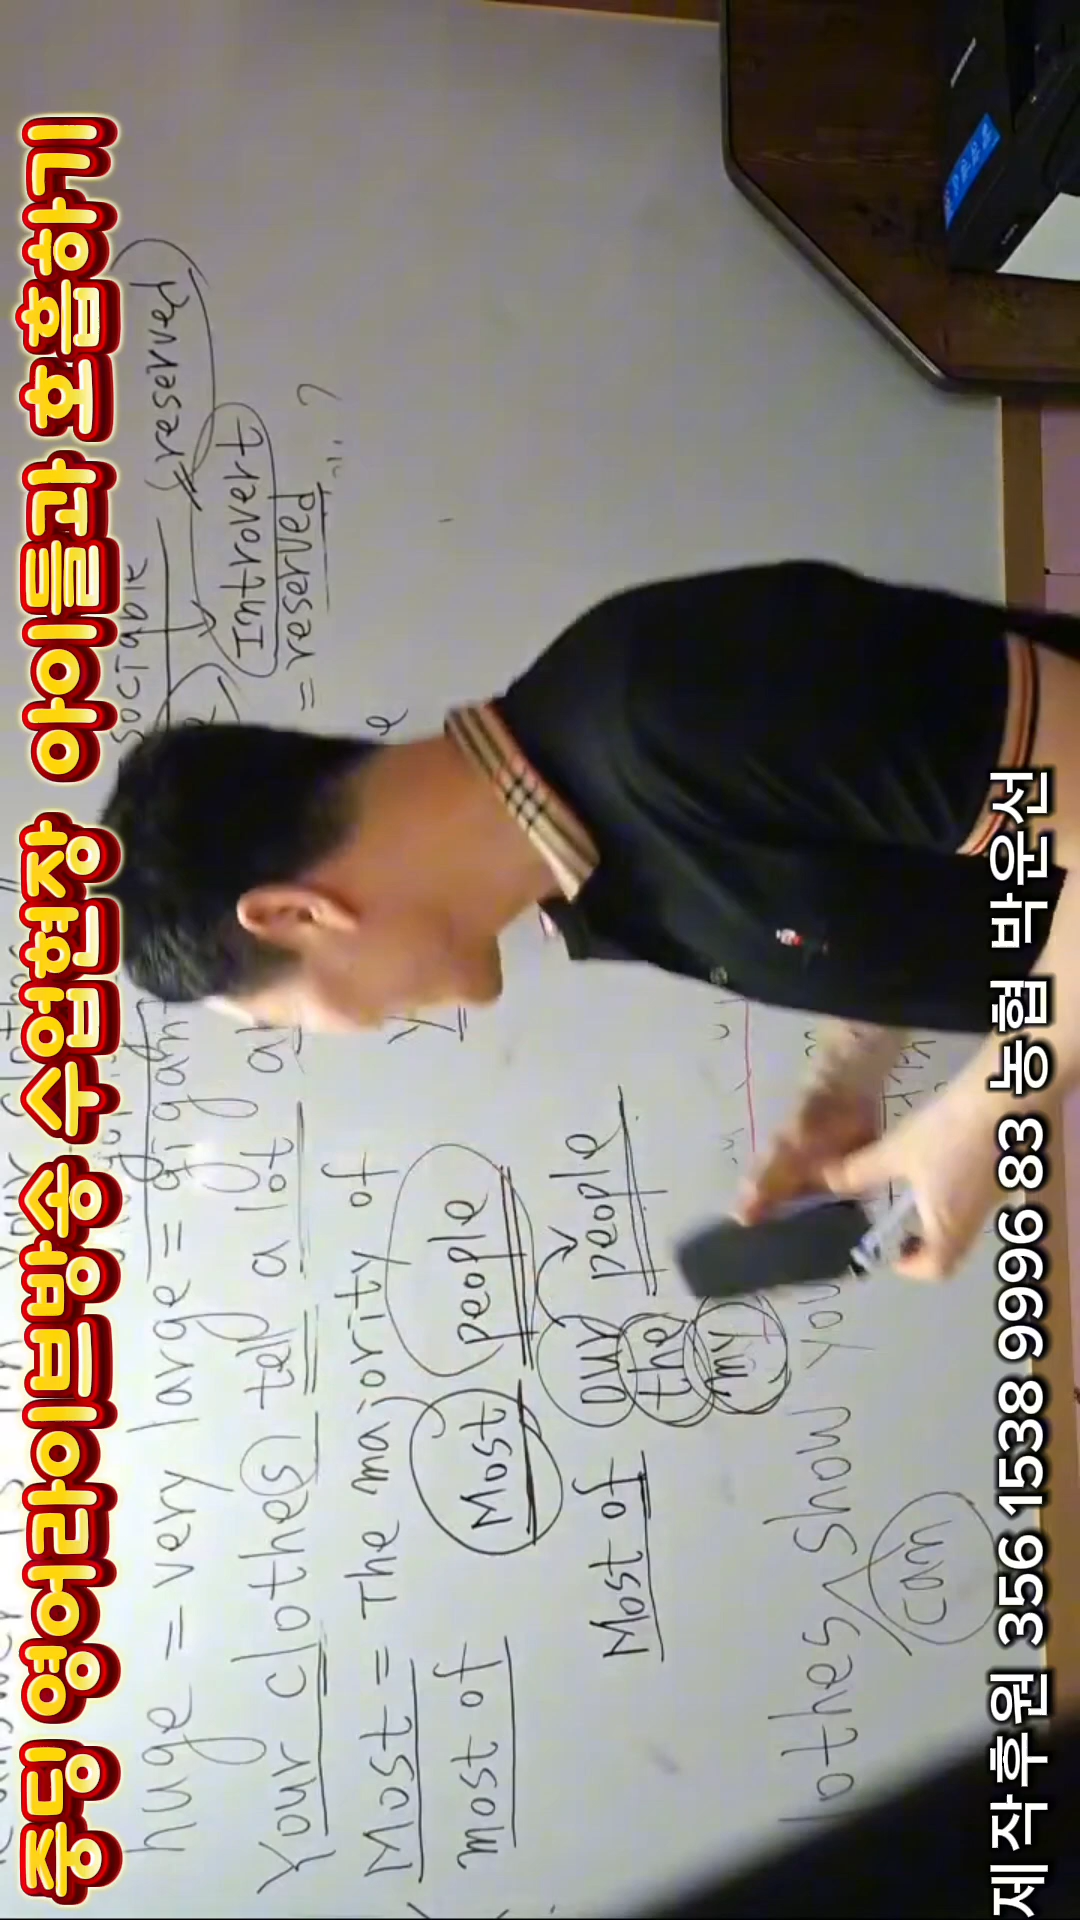 중딩 영어라이브방송 수업현장 아이들과 호흡하기
sociable reserved
huge = very large = gigant Introvert
Your clothes tell a lot = reserved ?
Most = The majority of
most of Most people
Most of our people
the
my
lothes show you
can
제작후원 356 1538 9996 83 농협 박운선